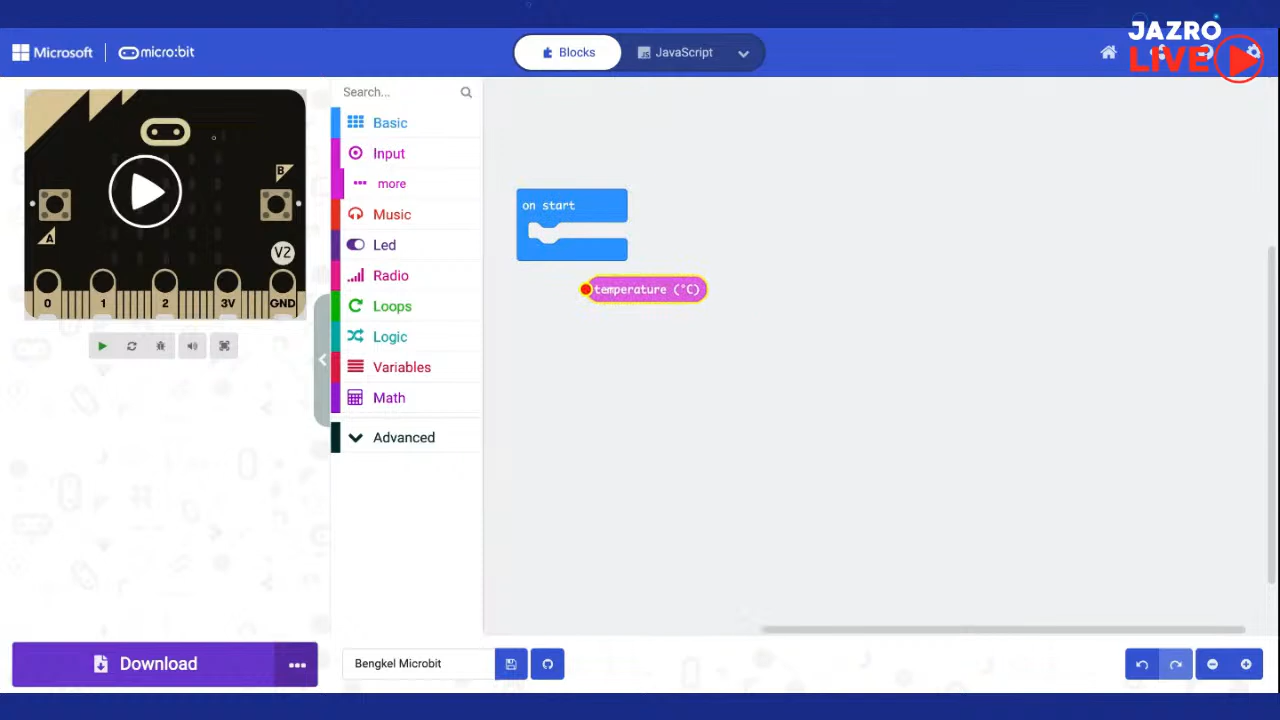 JAZRO
LIVE
Microsoft
micro:bit
Blocks
JavaScript
Search...
Basic
Input
more
Music
Led
Radio
Loops
Logic
Variables
Math
Advanced
B
A
V2
0 1 2 3V GND
on start
temperature (°C)
Download
Bengkel Microbit